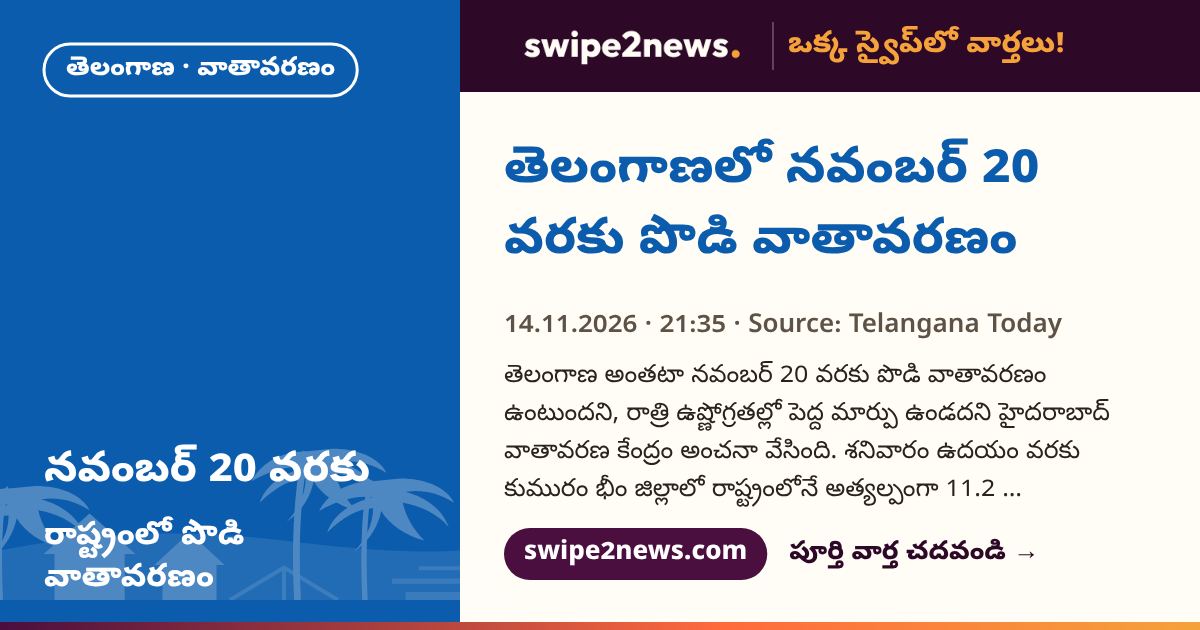 తెలంగాణ · వాతావరణం
నవంబర్ 20 వరకు
రాష్ట్రంలో పొడి
వాతావరణం
swipe2news.
ఒక్క స్వైప్‌లో వార్తలు!
తెలంగాణలో నవంబర్ 20
వరకు పొడి వాతావరణం
14.11.2026 · 21:35 · Source: Telangana Today
తెలంగాణ అంతటా నవంబర్ 20 వరకు పొడి వాతావరణం
ఉంటుందని, రాత్రి ఉష్ణోగ్రతల్లో పెద్ద మార్పు ఉండదని హైదరాబాద్
వాతావరణ కేంద్రం అంచనా వేసింది. శనివారం ఉదయం వరకు
కుమురం భీం జిల్లాలో రాష్ట్రంలోనే అత్యల్పంగా 11.2 ...
swipe2news.com
పూర్తి వార్త చదవండి →